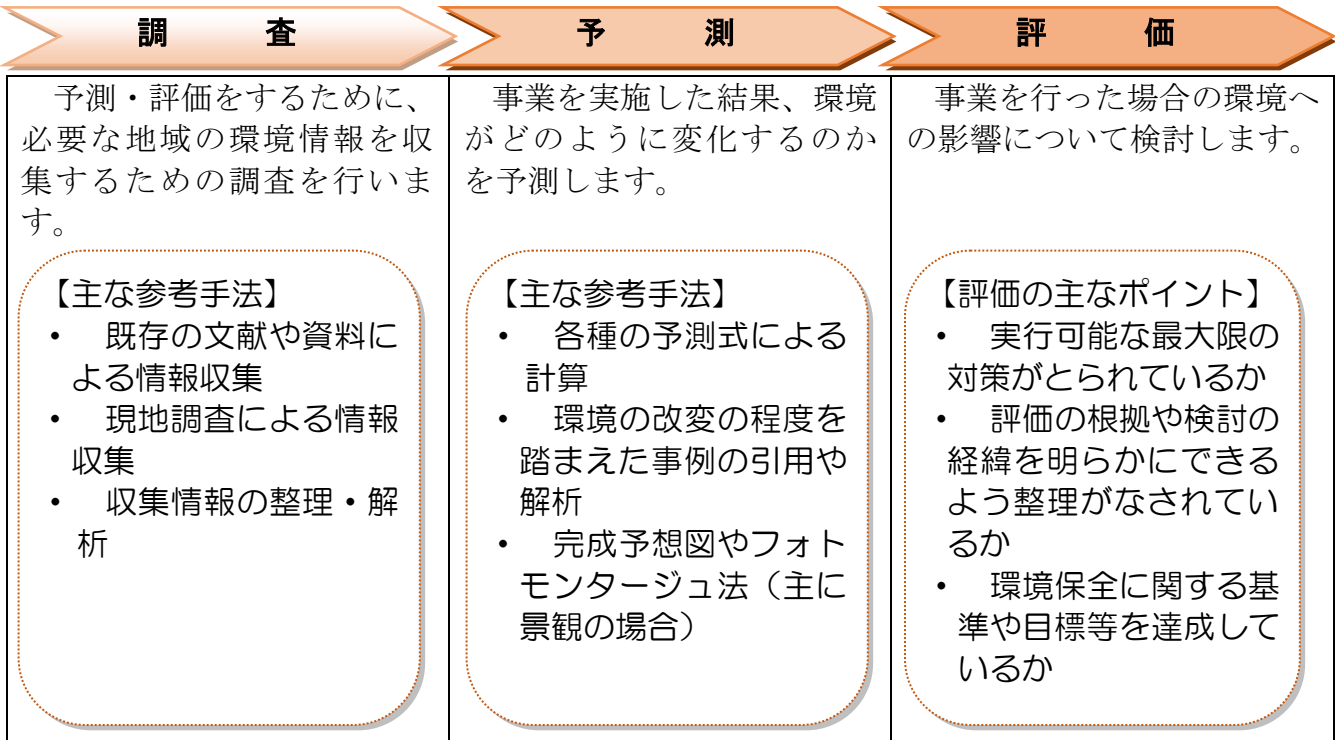 調　査
予測・評価をするために、
必要な地域の環境情報を収
集するための調査を行いま
す。
【主な参考手法】
・　既存の文献や資料に
よる情報収集
・　現地調査による情報
収集
・　収集情報の整理・解
析
予　測
事業を実施した結果、環境
がどのように変化するのか
を予測します。
【主な参考手法】
・　各種の予測式による
計算
・　環境の改変の程度を
踏まえた事例の引用や
解析
・　完成予想図やフォト
モンタージュ法（主に
景観の場合）
評　価
事業を行った場合の環境へ
の影響について検討します。
【評価の主なポイント】
・　実行可能な最大限の
対策がとられているか
・　評価の根拠や検討の
経緯を明らかにできる
よう整理がなされてい
るか
・　環境保全に関する基
準や目標等を達成して
いるか